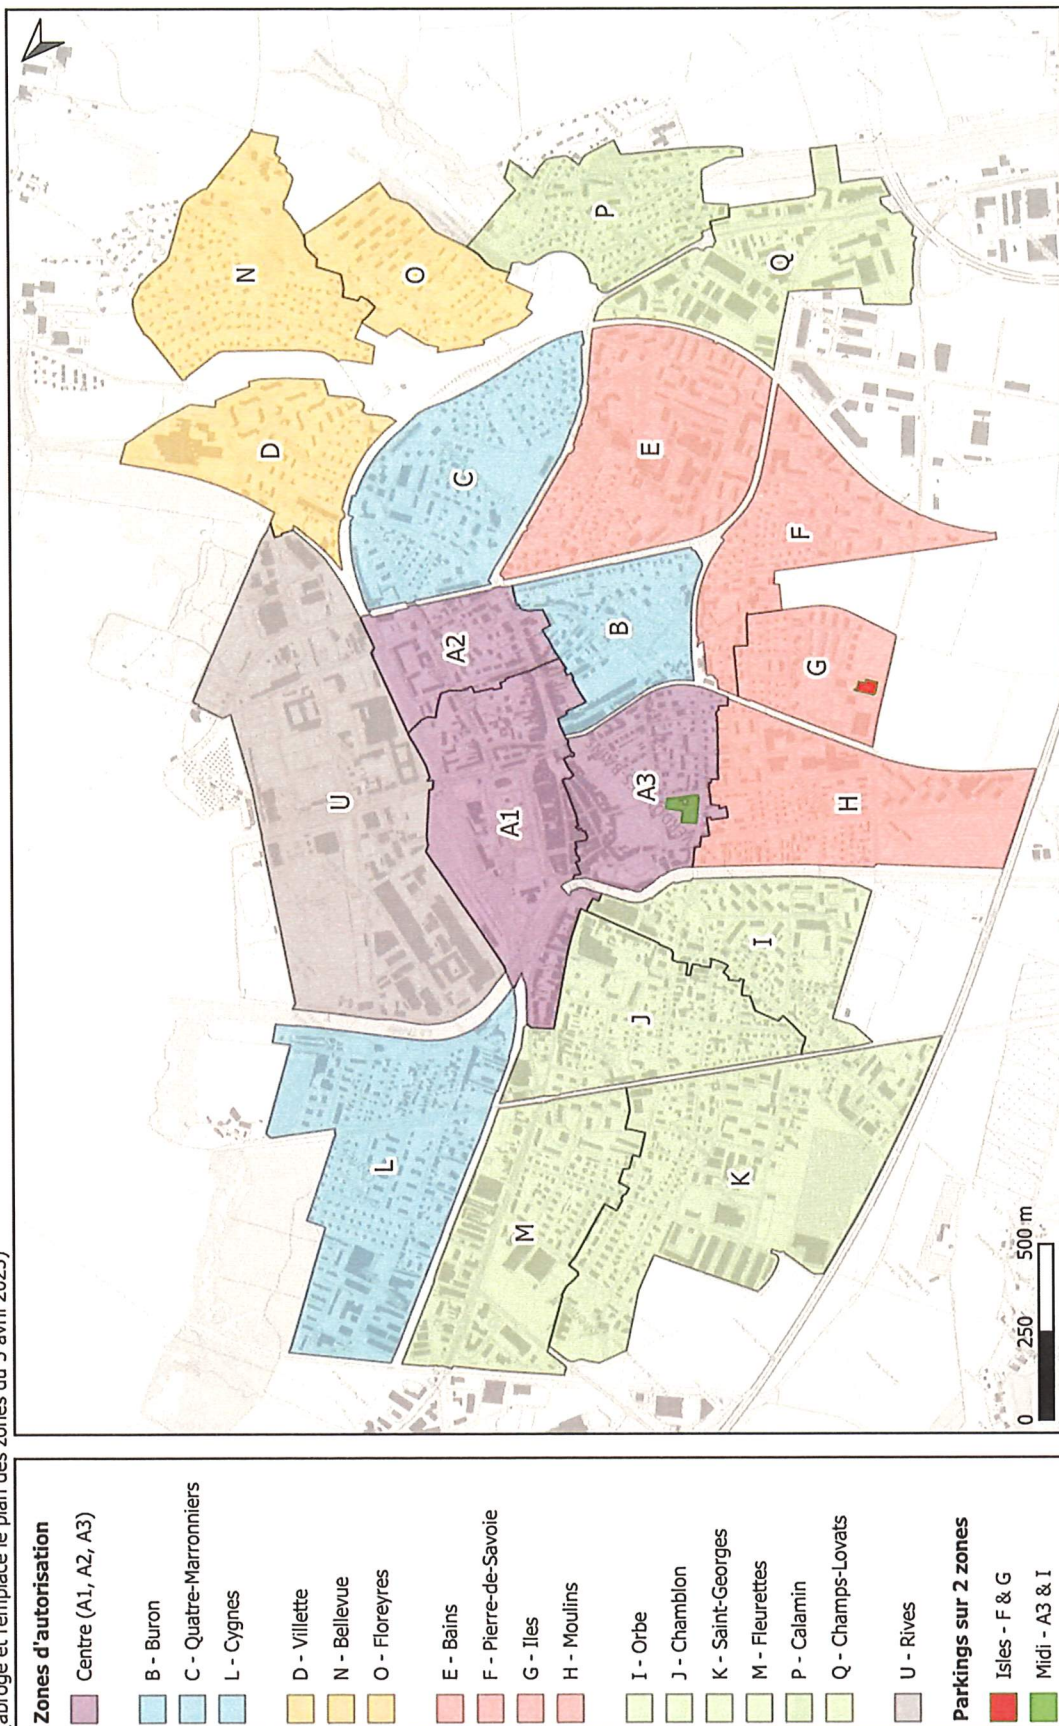 abroge et remplace le plan des zones du 5 avril 2023)
Zones d'autorisation
Centre (A1, A2, A3)
B - Buron
C - Quatre-Marronniers
L - Cygnes
D - Villette
N - Bellevue
O - Floreyres
E - Bains
F - Pierre-de-Savoie
G - Iles
H - Moulins
I - Orbe
J - Chamblon
K - Saint-Georges
M - Fleurettes
P - Calamin
Q - Champs-Lovats
U - Rives
Parkings sur 2 zones
Isles - F & G
Midi - A3 & I
N
O
D
P
Q
C
E
F
U
A2
B
G
A1
A3
H
I
J
L
M
K
0 250 500 m